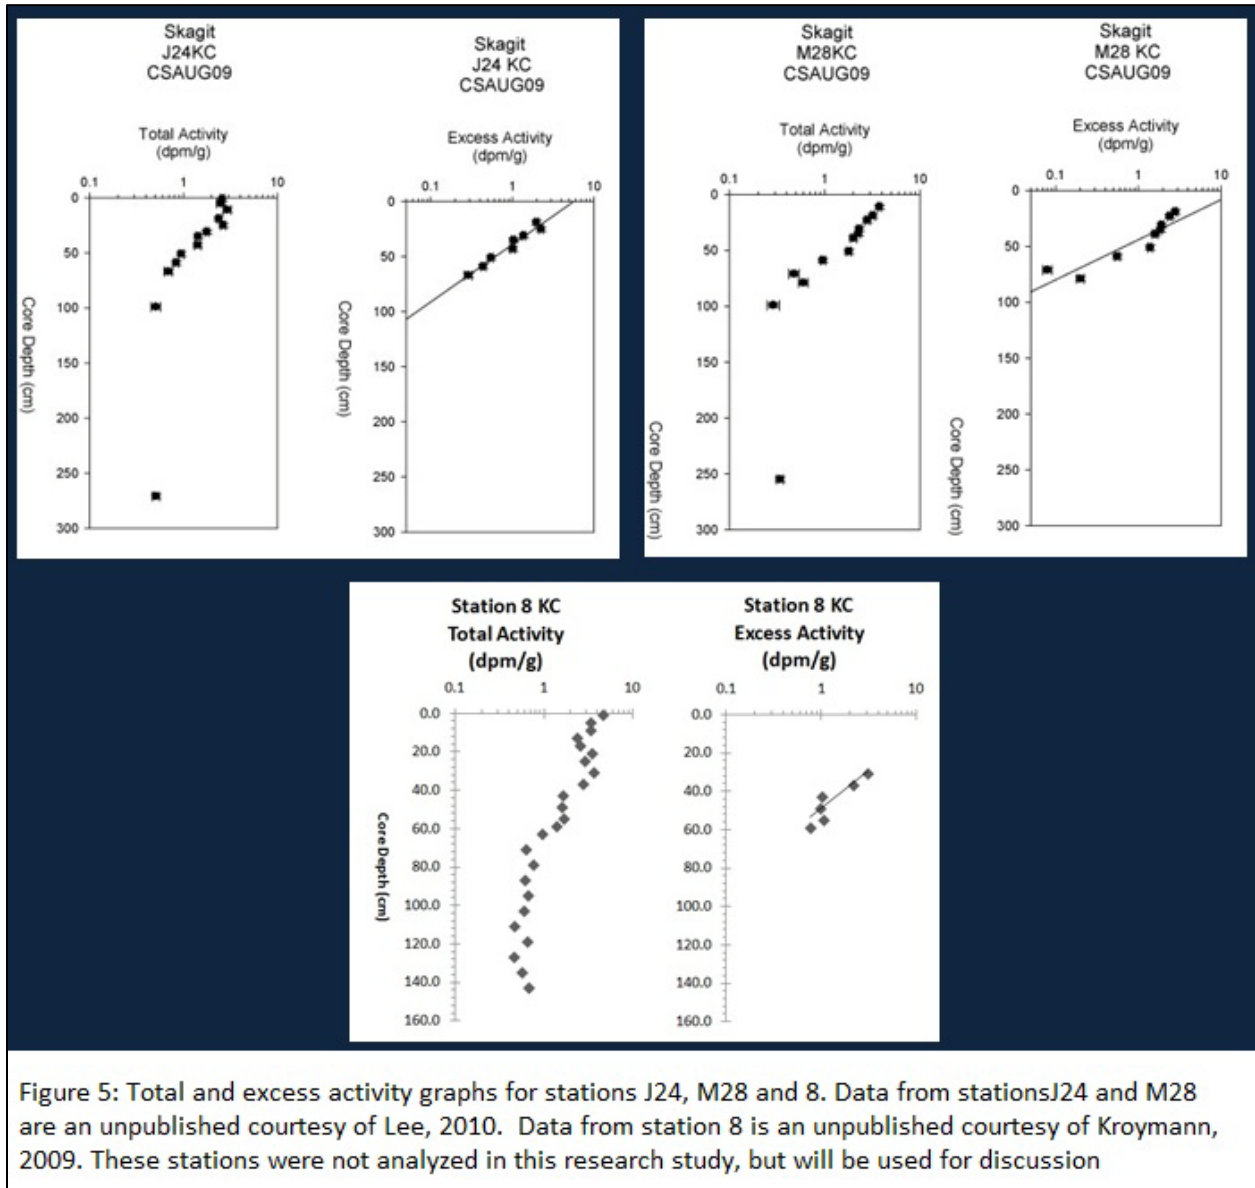 Skagit
J24KC
CSAUG09
Total Activity
(dpm/g)
0.1 1 10
0
50
100
150
200
250
300
Core Depth (cm)
Skagit
J24 KC
CSAUG09
Excess Activity
(dpm/g)
0.1 1 10
0
50
100
150
200
250
300
Core Depth (cm)
Skagit
M28KC
CSAUG09
Total Activity
(dpm/g)
0.1 1 10
0
50
100
150
200
250
300
Core Depth (cm)
Skagit
M28 KC
CSAUG09
Excess Activity
(dpm/g)
0.1 1 10
0
50
100
150
200
250
300
Core Depth (cm)
Station 8 KC
Total Activity
(dpm/g)
0.1 1 10
0.0
20.0
40.0
60.0
80.0
100.0
120.0
140.0
160.0
Core Depth (cm)
Station 8 KC
Excess Activity
(dpm/g)
0.1 1 10
0.0
20.0
40.0
60.0
80.0
100.0
120.0
140.0
160.0
Figure 5: Total and excess activity graphs for stations J24, M28 and 8. Data from stationsJ24 and M28
are an unpublished courtesy of Lee, 2010.  Data from station 8 is an unpublished courtesy of Kroymann,
2009. These stations were not analyzed in this research study, but will be used for discussion